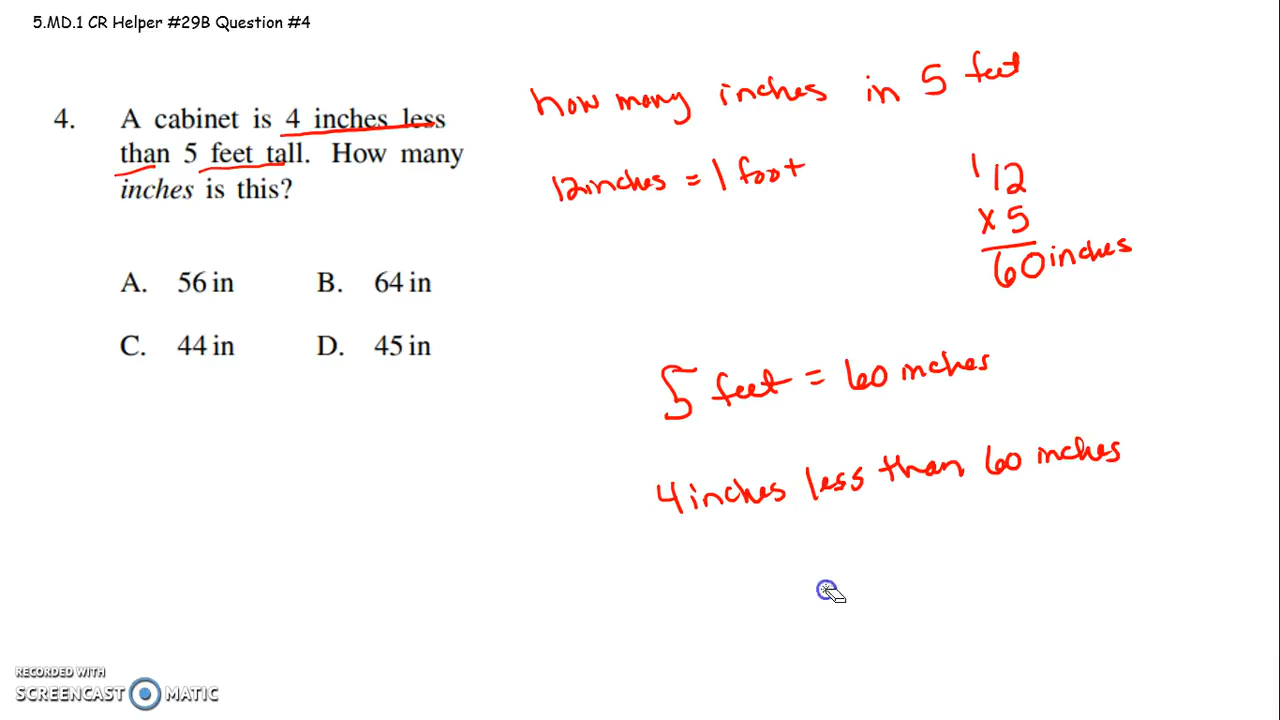 5.MD.1 CR Helper #29B Question #4
4. A cabinet is 4 inches less
than 5 feet tall. How many
inches is this?
A. 56 in B. 64 in
C. 44 in D. 45 in
how many inches in 5 feet
12 inches = 1 foot
1
12
x 5
60 inches
5 feet = 60 inches
4 inches less than 60 inches
RECORDED WITH
SCREENCAST MATIC